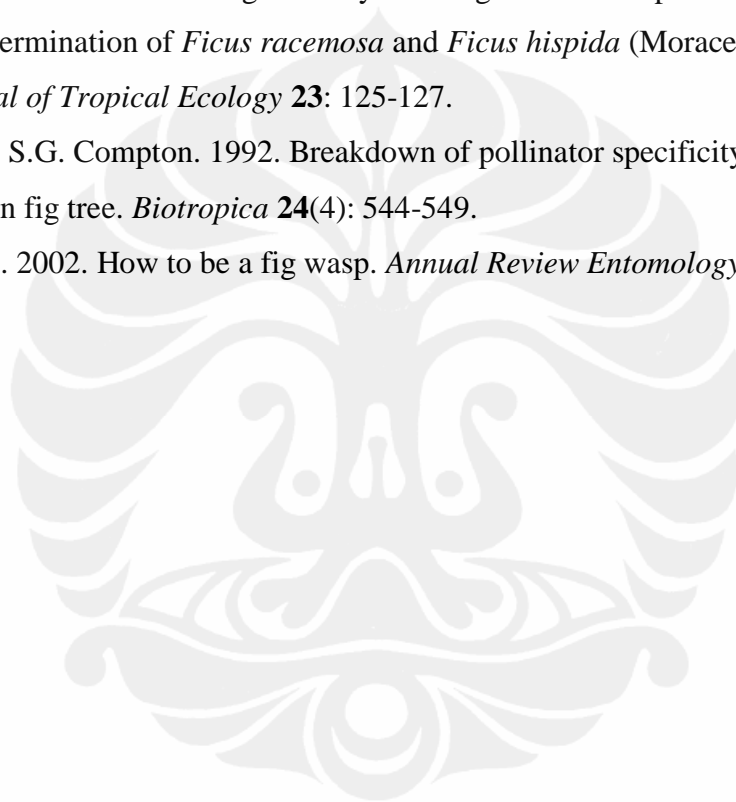 ermination of Ficus racemosa and Ficus hispida (Morace
al of Tropical Ecology 23: 125-127.
S.G. Compton. 1992. Breakdown of pollinator specificity
n fig tree. Biotropica 24(4): 544-549.
. 2002. How to be a fig wasp. Annual Review Entomology